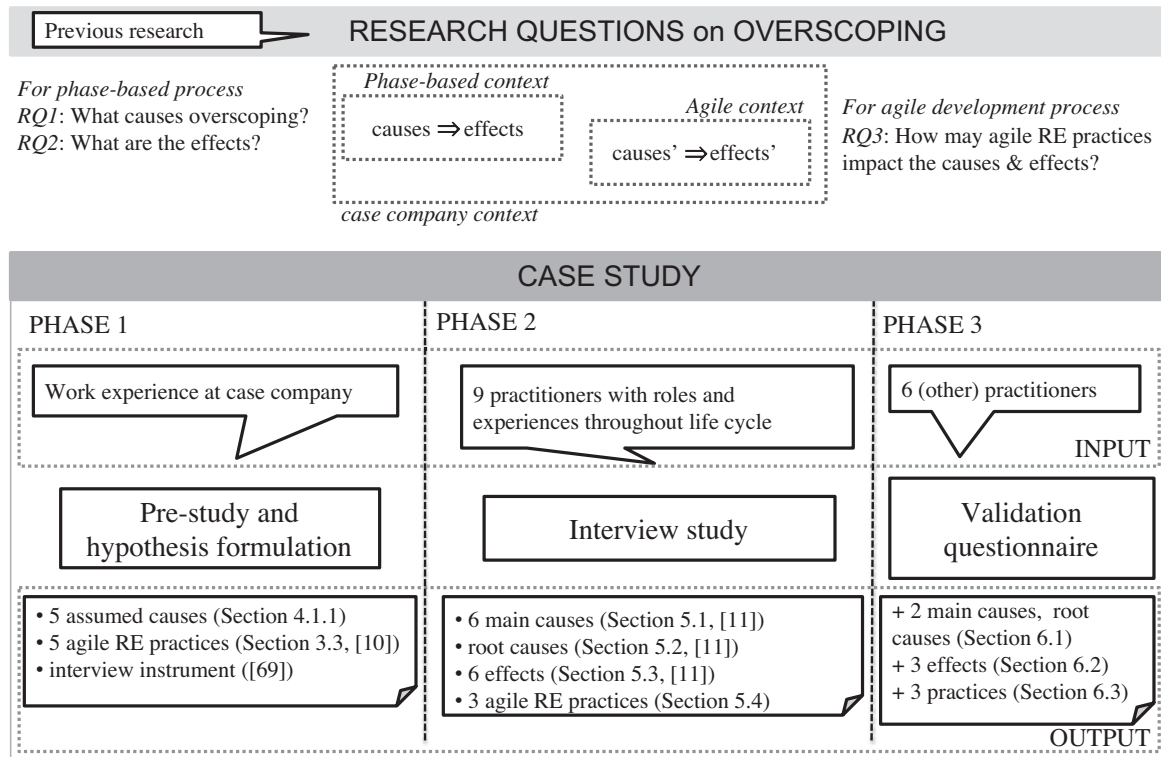 Previous research
RESEARCH QUESTIONS on OVERSCOPING
For phase-based process
RQ1: What causes overscoping?
RQ2: What are the effects?
Phase-based context
causes ⇒ effects
Agile context
causes’ ⇒ effects’
case company context
For agile development process
RQ3: How may agile RE practices
impact the causes & effects?
CASE STUDY
PHASE 1
Work experience at case company
Pre-study and
hypothesis formulation
• 5 assumed causes (Section 4.1.1)
• 5 agile RE practices (Section 3.3, [10])
• interview instrument ([69])
PHASE 2
9 practitioners with roles and
experiences throughout life cycle
Interview study
• 6 main causes (Section 5.1, [11])
• root causes (Section 5.2, [11])
• 6 effects (Section 5.3, [11])
• 3 agile RE practices (Section 5.4)
PHASE 3
6 (other) practitioners
INPUT
Validation
questionnaire
+ 2 main causes, root
causes (Section 6.1)
+ 3 effects (Section 6.2)
+ 3 practices (Section 6.3)
OUTPUT